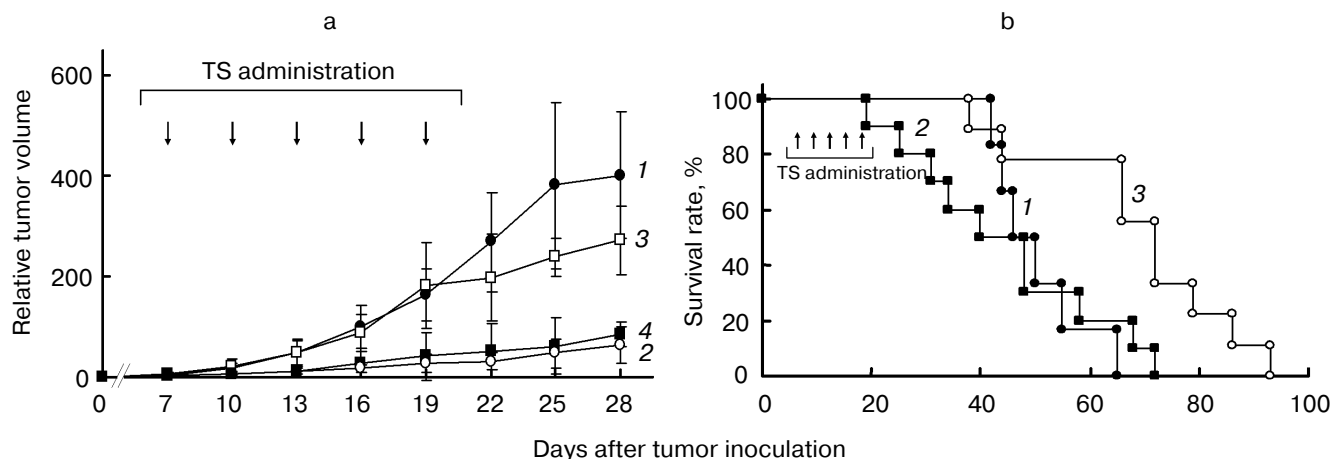 a
Relative tumor volume
600
400
200
0
TS administration
1
3
4
2
0 7 10 13 16 19 22 25 28
b
Survival rate, %
100
80
60
40
20
0
2
TS administration
1
3
0 20 40 60 80 100
Days after tumor inoculation